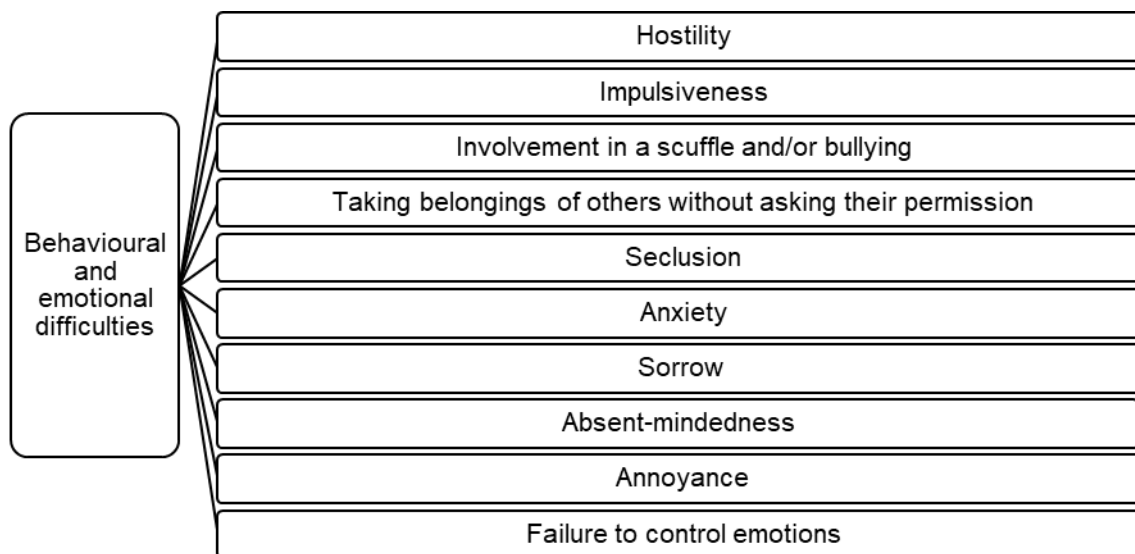 Behavioural
and
emotional
difficulties
Hostility
Impulsiveness
Involvement in a scuffle and/or bullying
Taking belongings of others without asking their permission
Seclusion
Anxiety
Sorrow
Absent-mindedness
Annoyance
Failure to control emotions